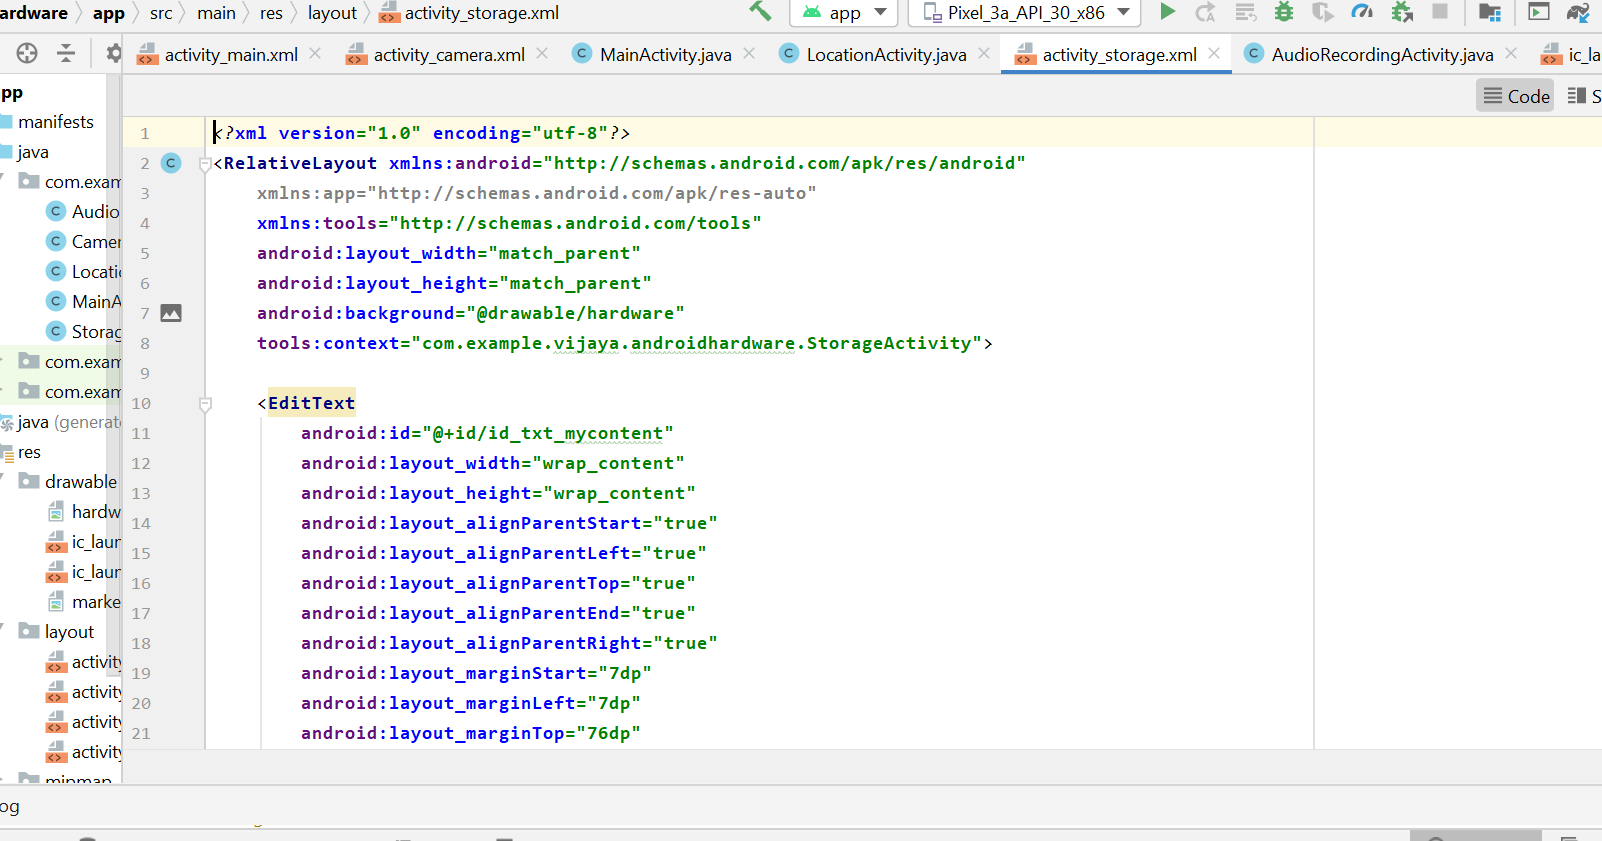 ardware app src main res layout activity_storage.xml app Pixel_3a_API_30_x86
activity_main.xml activity_camera.xml MainActivity.java LocationActivity.java activity_storage.xml AudioRecordingActivity.java ic_la
pp
Code S
manifests
java
com.exam
Audio
Camer
Locati
MainA
Storag
com.exam
com.exam
java (generat
res
drawable
hardw
ic_laur
ic_laur
marke
layout
activity
activity
activity
activity
mipmap
1 <?xml version="1.0" encoding="utf-8"?>
2 <RelativeLayout xmlns:android="http://schemas.android.com/apk/res/android"
3 xmlns:app="http://schemas.android.com/apk/res-auto"
4 xmlns:tools="http://schemas.android.com/tools"
5 android:layout_width="match_parent"
6 android:layout_height="match_parent"
7 android:background="@drawable/hardware"
8 tools:context="com.example.vijaya.androidhardware.StorageActivity">
9
10 <EditText
11 android:id="@+id/id_txt_mycontent"
12 android:layout_width="wrap_content"
13 android:layout_height="wrap_content"
14 android:layout_alignParentStart="true"
15 android:layout_alignParentLeft="true"
16 android:layout_alignParentTop="true"
17 android:layout_alignParentEnd="true"
18 android:layout_alignParentRight="true"
19 android:layout_marginStart="7dp"
20 android:layout_marginLeft="7dp"
21 android:layout_marginTop="76dp"
og